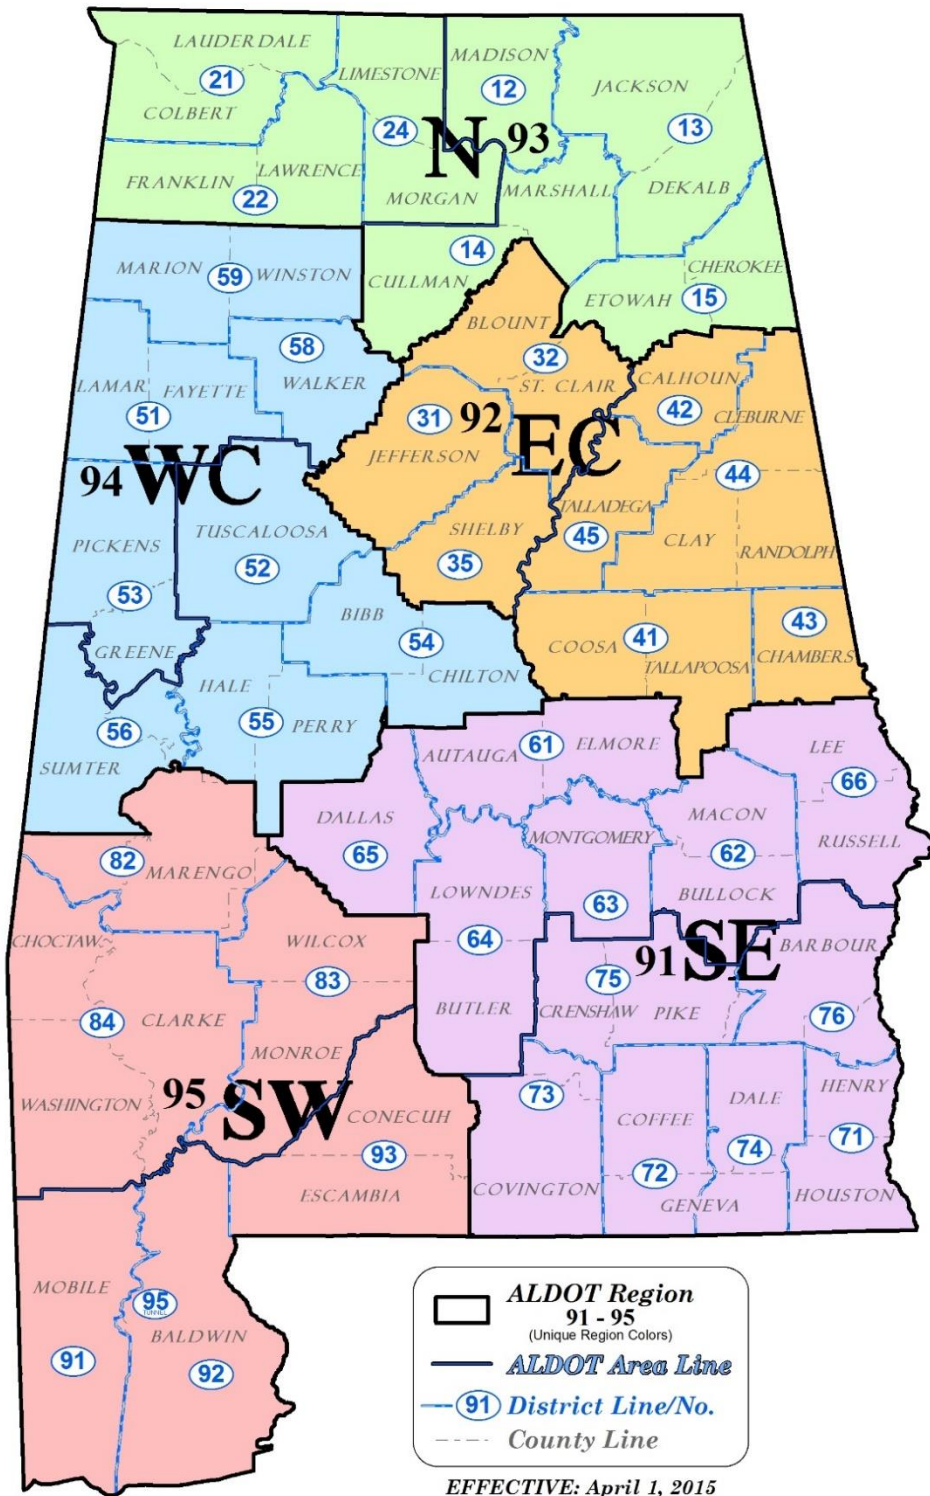 LAUDERDALE
LIMESTONE
MADISON
JACKSON
21
12
COLBERT
24
N 93
13
FRANKLIN
LAWRENCE
22
MORGAN
MARSHALL
DEKALB
14
CULLMAN
MARION
59
WINSTON
CHEROKEE
ETOWAH
15
BLOUNT
58
WALKER
32
ST. CLAIR
LAMAR
FAYETTE
51
31
92 EC
JEFFERSON
CALHOUN
42
CLEBURNE
94 WC
44
PICKENS
TUSCALOOSA
52
SHELBY
35
TALLADEGA
45
CLAY
RANDOLPH
53
BIBB
54
GREENE
CHILTON
COOSA
41
TALLAPOOSA
43
CHAMBERS
HALE
55
PERRY
56
SUMTER
AUTAUGA
61
ELMORE
LEE
66
RUSSELL
DALLAS
65
MONTGOMERY
MACON
62
BULLOCK
82
MARENGO
LOWNDES
63
64
CHOCTAW
WILCOX
83
91 SE
BARBOUR
75
CRENSHAW
PIKE
76
BUTLER
84
CLARKE
MONROE
WASHINGTON
95 SW
CONECUH
93
ESCAMBIA
73
COVINGTON
COFFEE
72
DALE
74
GENEVA
HENRY
71
HOUSTON
MOBILE
95
TUNNEL
BALDWIN
91
92
ALDOT Region
91 - 95
(Unique Region Colors)
ALDOT Area Line
91 District Line/No.
County Line
EFFECTIVE: April 1, 2015